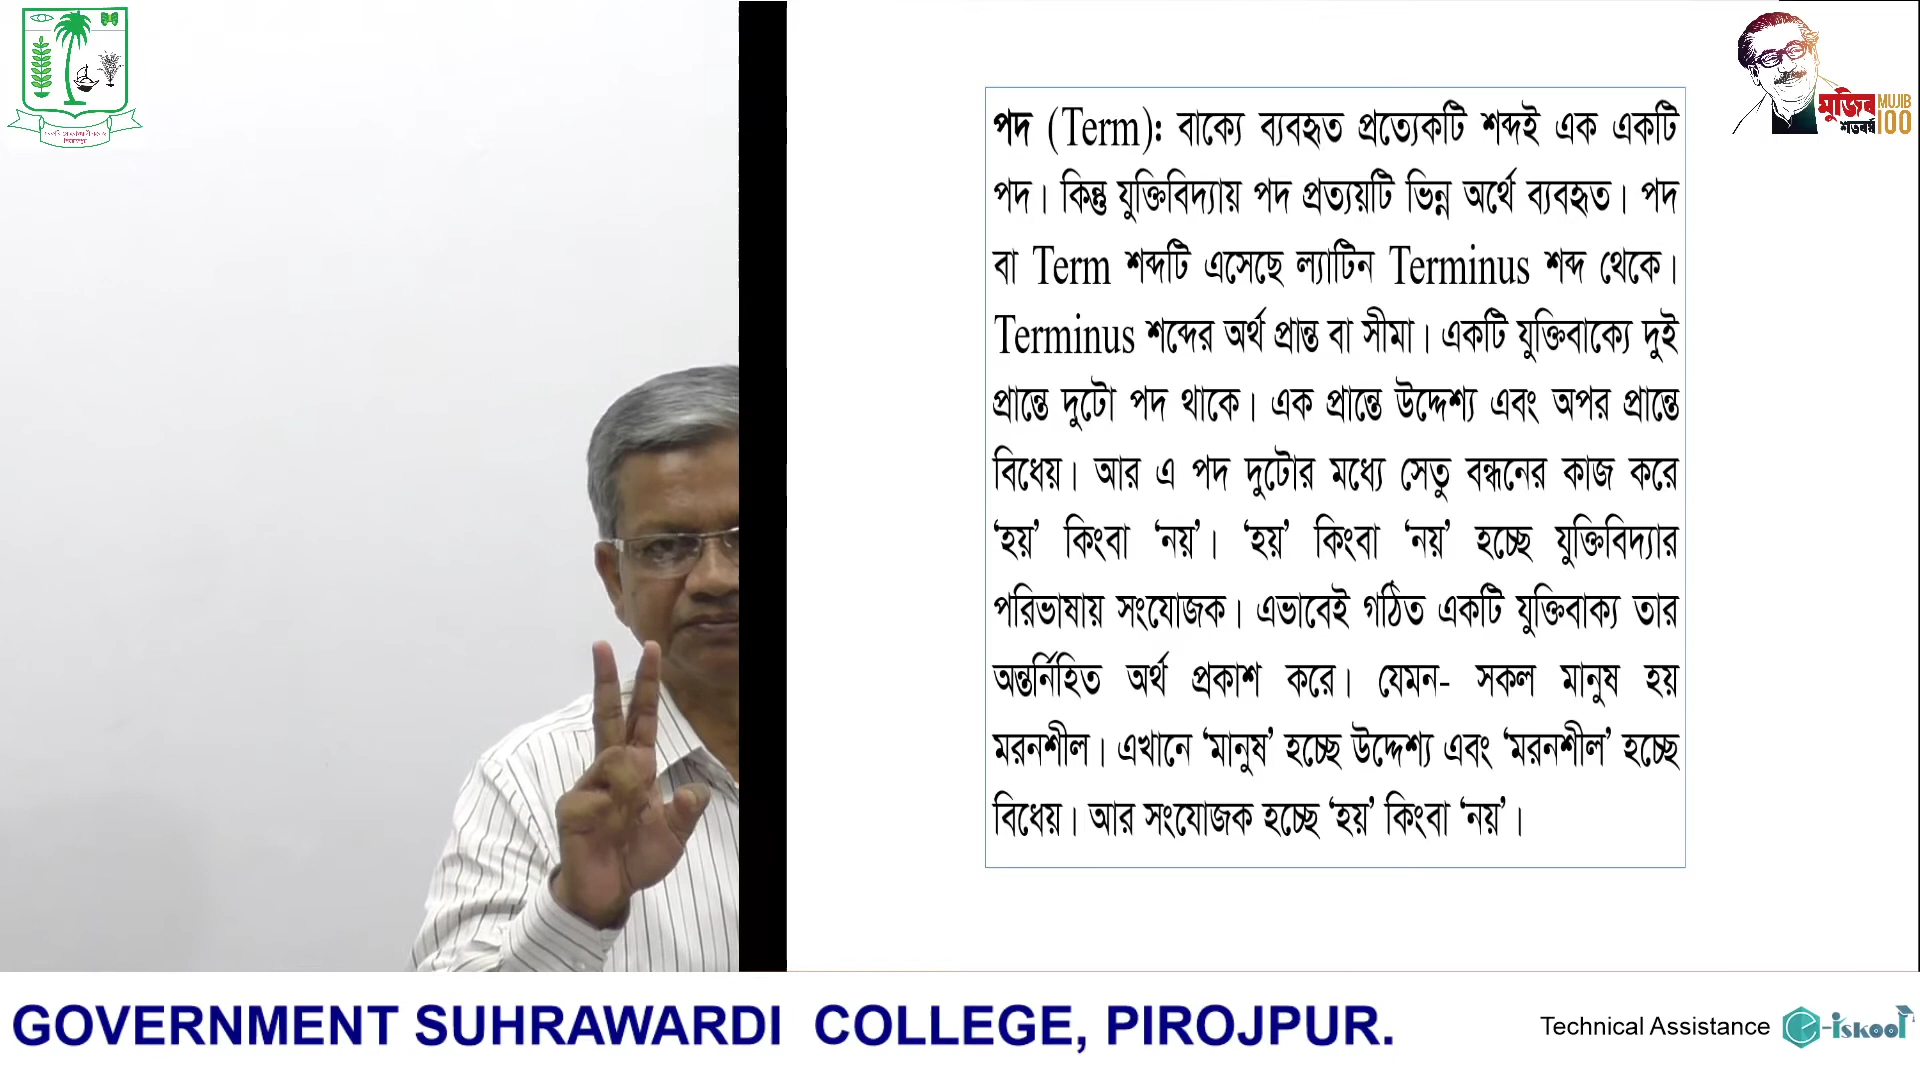 পদ (Term): বাক্যে ব্যবহৃত প্রত্যেকটি শব্দই এক একটি
পদ। কিন্তু যুক্তিবিদ্যায় পদ প্রত্যয়টি ভিন্ন অর্থে ব্যবহৃত। পদ
বা Term শব্দটি এসেছে ল্যাটিন Terminus শব্দ থেকে।
Terminus শব্দের অর্থ প্রান্ত বা সীমা। একটি যুক্তিবাক্যে দুই
প্রান্তে দুটো পদ থাকে। এক প্রান্তে উদ্দেশ্য এবং অপর প্রান্তে
বিধেয়। আর এ পদ দুটোর মধ্যে সেতু বন্ধনের কাজ করে
‘হয়’ কিংবা ‘নয়’। ‘হয়’ কিংবা ‘নয়’ হচ্ছে যুক্তিবিদ্যার
পরিভাষায় সংযোজক। এভাবেই গঠিত একটি যুক্তিবাক্য তার
অন্তর্নিহিত অর্থ প্রকাশ করে। যেমন- সকল মানুষ হয়
মরনশীল। এখানে ‘মানুষ’ হচ্ছে উদ্দেশ্য এবং ‘মরনশীল’ হচ্ছে
বিধেয়। আর সংযোজক হচ্ছে ‘হয়’ কিংবা ‘নয়’।
মুজিব MUJIB
শতবর্ষ 100
GOVERNMENT SUHRAWARDI COLLEGE, PIROJPUR.
Technical Assistance e-iskool